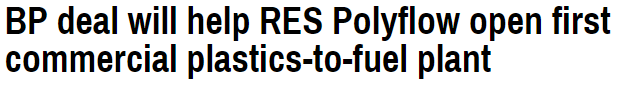 BP deal will help RES Polyflow open first
commercial plastics-to-fuel plant